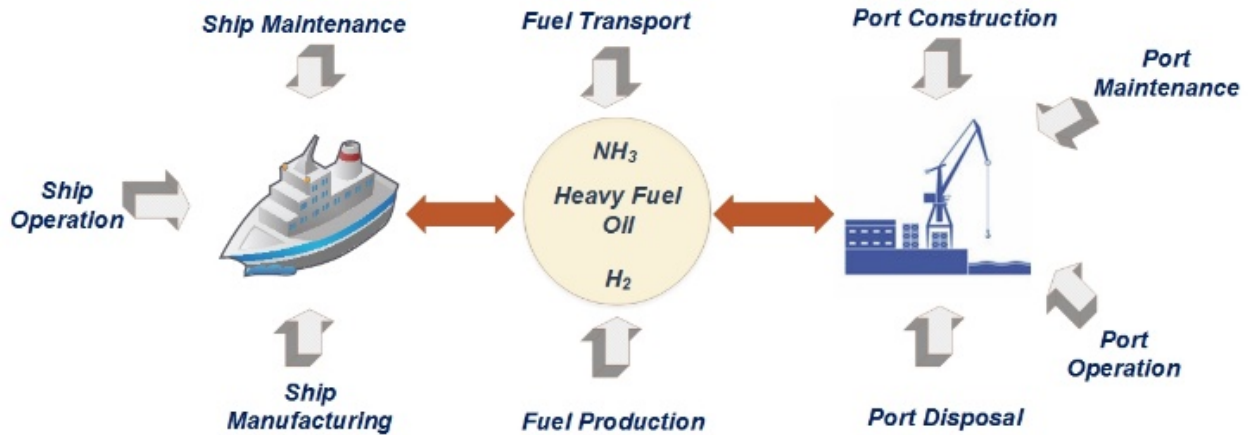 Ship Maintenance
Fuel Transport
Port Construction
Port
Maintenance
Ship
Operation
NH₃
Heavy Fuel
Oil
H₂
Port
Operation
Ship
Manufacturing
Fuel Production
Port Disposal